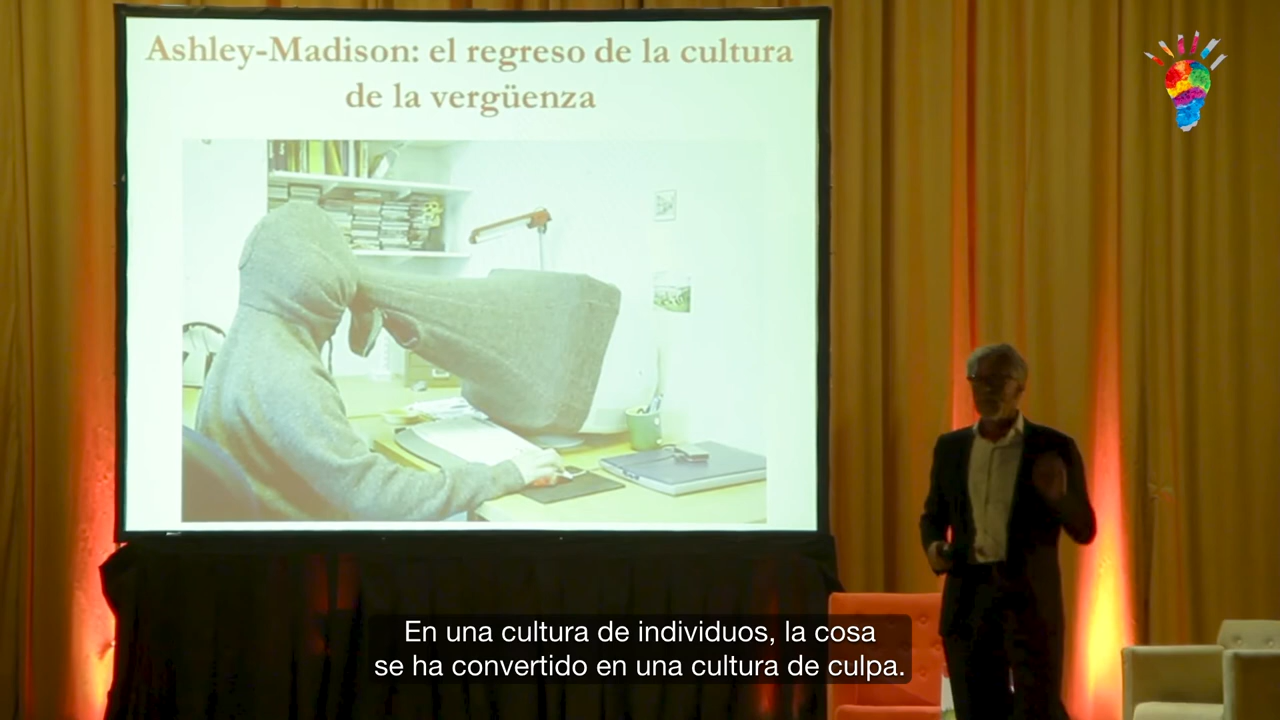 Ashley-Madison: el regreso de la cultura
de la vergüenza
En una cultura de individuos, la cosa
se ha convertido en una cultura de culpa.